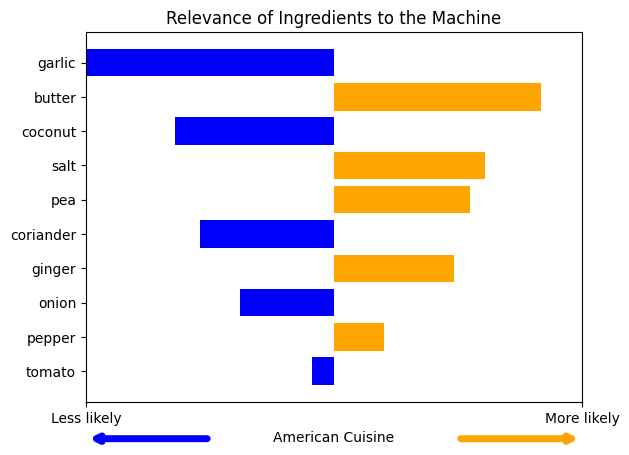 Relevance of Ingredients to the Machine
garlic
butter
coconut
salt
pea
coriander
ginger
onion
pepper
tomato
Less likely
More likely
American Cuisine